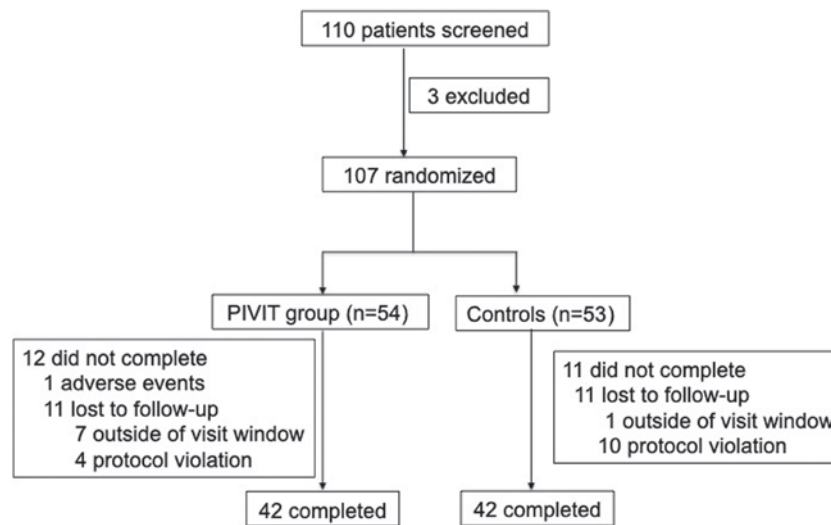 110 patients screened
3 excluded
107 randomized
PIVIT group (n=54)
Controls (n=53)
12 did not complete
1 adverse events
11 lost to follow-up
7 outside of visit window
4 protocol violation
11 did not complete
11 lost to follow-up
1 outside of visit window
10 protocol violation
42 completed
42 completed